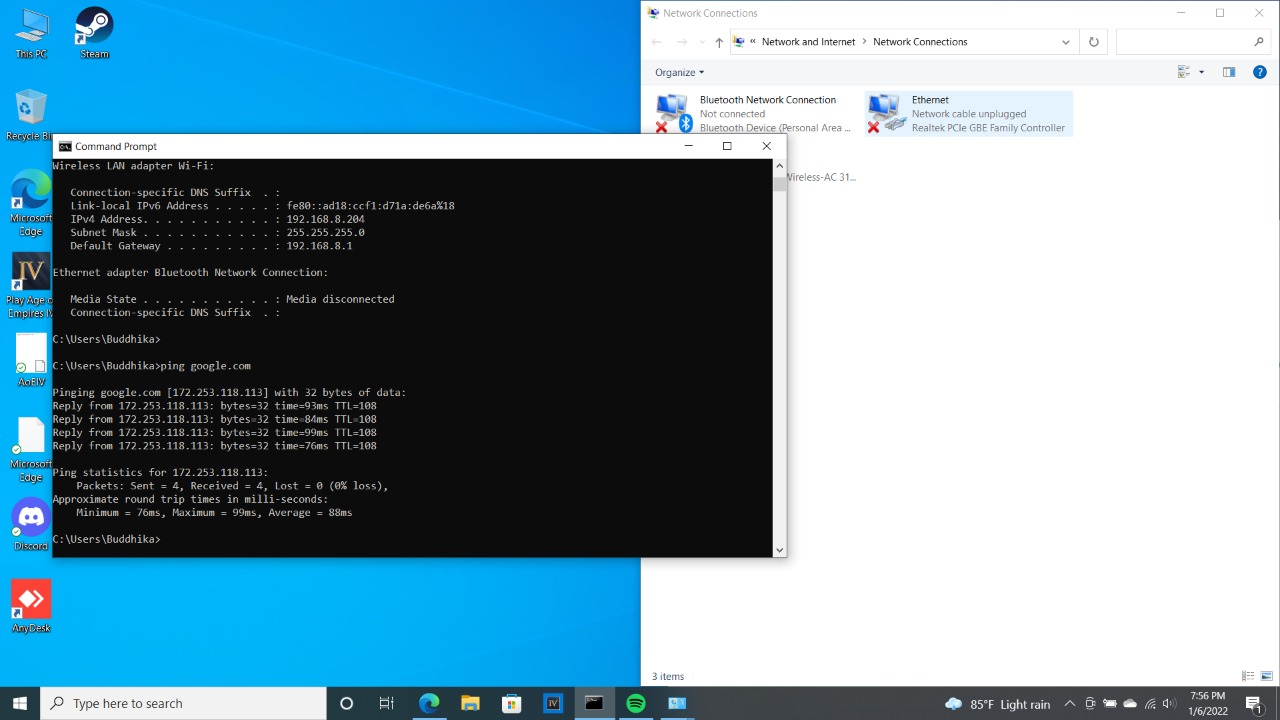 This PC
Steam
Recycle Bi
Microsoft
Edge
Play Age o
Empires IV
AoEIV
Microsoft
Edge
Discord
AnyDesk
Network Connections
« Network and Internet > Network Connections
Organize
Bluetooth Network Connection
Not connected
Bluetooth Device (Personal Area ...
Ethernet
Network cable unplugged
Realtek PCIe GBE Family Controller
Wireless-AC 31...
3 items
Command Prompt
Wireless LAN adapter Wi-Fi:
Connection-specific DNS Suffix . :
Link-local IPv6 Address . . . . . : fe80::ad18:ccf1:d71a:de6a%18
IPv4 Address. . . . . . . . . . . : 192.168.8.204
Subnet Mask . . . . . . . . . . . : 255.255.255.0
Default Gateway . . . . . . . . . : 192.168.8.1
Ethernet adapter Bluetooth Network Connection:
Media State . . . . . . . . . . . : Media disconnected
Connection-specific DNS Suffix . :
C:\Users\Buddhika>
C:\Users\Buddhika>ping google.com
Pinging google.com [172.253.118.113] with 32 bytes of data:
Reply from 172.253.118.113: bytes=32 time=93ms TTL=108
Reply from 172.253.118.113: bytes=32 time=84ms TTL=108
Reply from 172.253.118.113: bytes=32 time=99ms TTL=108
Reply from 172.253.118.113: bytes=32 time=76ms TTL=108
Ping statistics for 172.253.118.113:
Packets: Sent = 4, Received = 4, Lost = 0 (0% loss),
Approximate round trip times in milli-seconds:
Minimum = 76ms, Maximum = 99ms, Average = 88ms
C:\Users\Buddhika>
Type here to search
IV
85°F Light rain
7:56 PM
1/6/2022
1